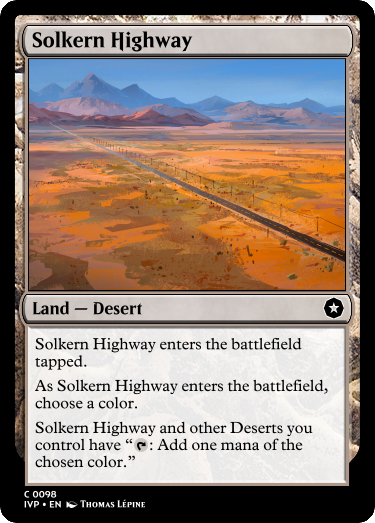 Solkern Highway
Land — Desert
Solkern Highway enters the battlefield
tapped.
As Solkern Highway enters the battlefield,
choose a color.
Solkern Highway and other Deserts you
control have “: Add one mana of the
chosen color.”
C 0098
IVP • EN Thomas Lépine